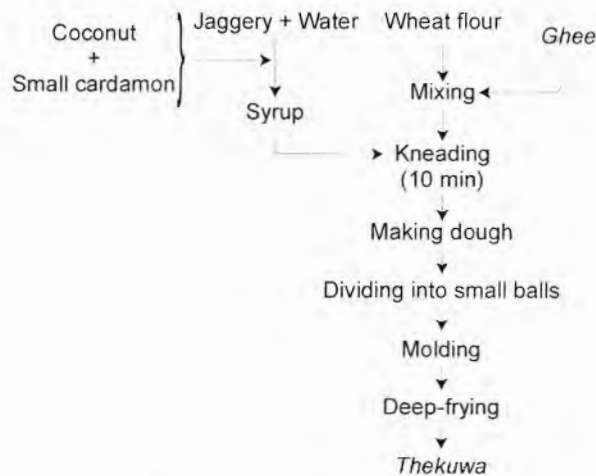 Coconut
+
Small cardamon
Jaggery + Water
Syrup
Wheat flour
Ghee
Mixing
Kneading
(10 min)
Making dough
Dividing into small balls
Molding
Deep-frying
Thekuwa